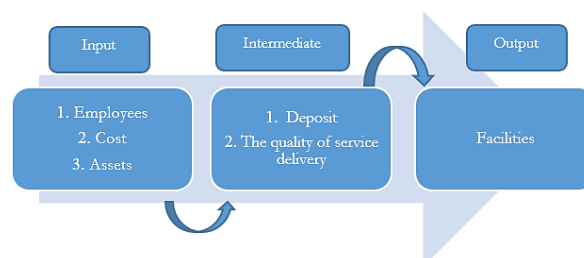 Input
Intermediate
Output
1. Employees
2. Cost
3. Assets
1. Deposit
2. The quality of service
delivery
Facilities